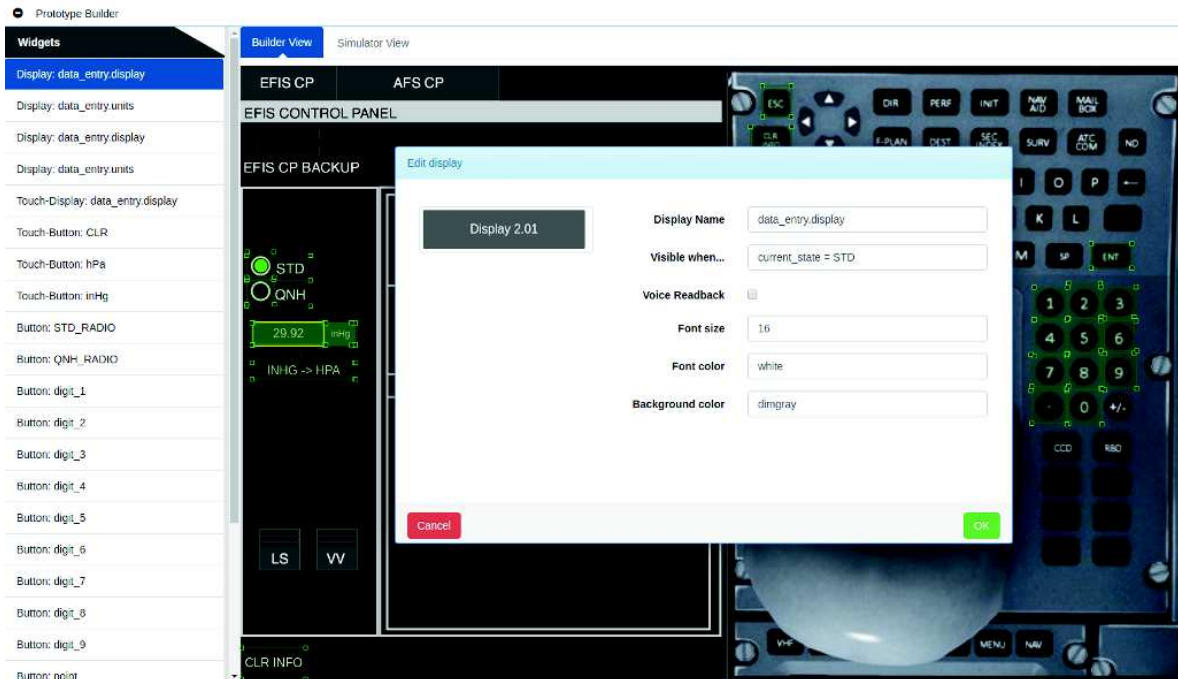 Prototype Builder
Widgets
Builder View
Simulator View
Display: data_entry.display
Display: data_entry.units
Display: data_entry.display
Display: data_entry.units
Touch-Display: data_entry.display
Touch-Button: CLR
Touch-Button: hPa
Touch-Button: inHg
Button: STD_RADIO
Button: QNH_RADIO
Button: digit_1
Button: digit_2
Button: digit_3
Button: digit_4
Button: digit_5
Button: digit_6
Button: digit_7
Button: digit_8
Button: digit_9
Button: point
EFIS CP
AFS CP
EFIS CONTROL PANEL
EFIS CP BACKUP
STD
QNH
29.92 inHg
INHG -> HPA
LS
VV
CLR INFO
Edit display
Display 2.01
Display Name
data_entry.display
Visible when...
current_state = STD
Voice Readback
Font size
16
Font color
white
Background color
dimgray
Cancel
OK
ESC
DIR
PERF
INIT
NAV AID
MAIL BOX
CLR INFO
F-PLAN
DEST
SEC INDEX
SURV
ATC COM
ND
I
O
P
←
K
L
M
SP
ENT
1
2
3
4
5
6
7
8
9
.
0
+/-
CCD
RBD
VHF
MENU
NAV